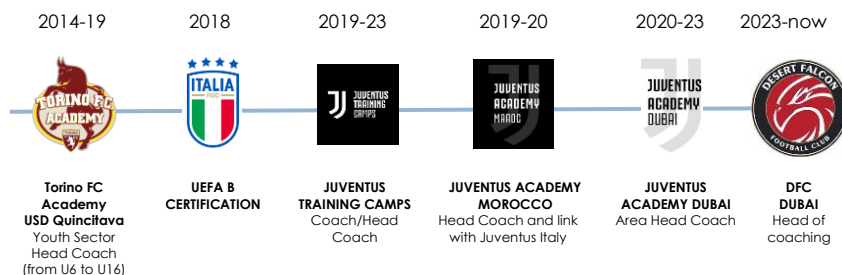 2014-19
2018
2019-23
2019-20
2020-23
2023-now
TORINO FC
ACADEMY
TORINO
ITALIA
FIGC
JUVENTUS
TRAINING
CAMPS
JUVENTUS
ACADEMY
MAROC
JUVENTUS
ACADEMY
DUBAI
DESERT FALCON
FOOTBALL CLUB
Torino FC
Academy
USD Quincitava
Youth Sector
Head Coach
(from U6 to U16)
UEFA B
CERTIFICATION
JUVENTUS
TRAINING CAMPS
Coach/Head
Coach
JUVENTUS ACADEMY
MOROCCO
Head Coach and link
with Juventus Italy
JUVENTUS
ACADEMY DUBAI
Area Head Coach
DFC
DUBAI
Head of
coaching